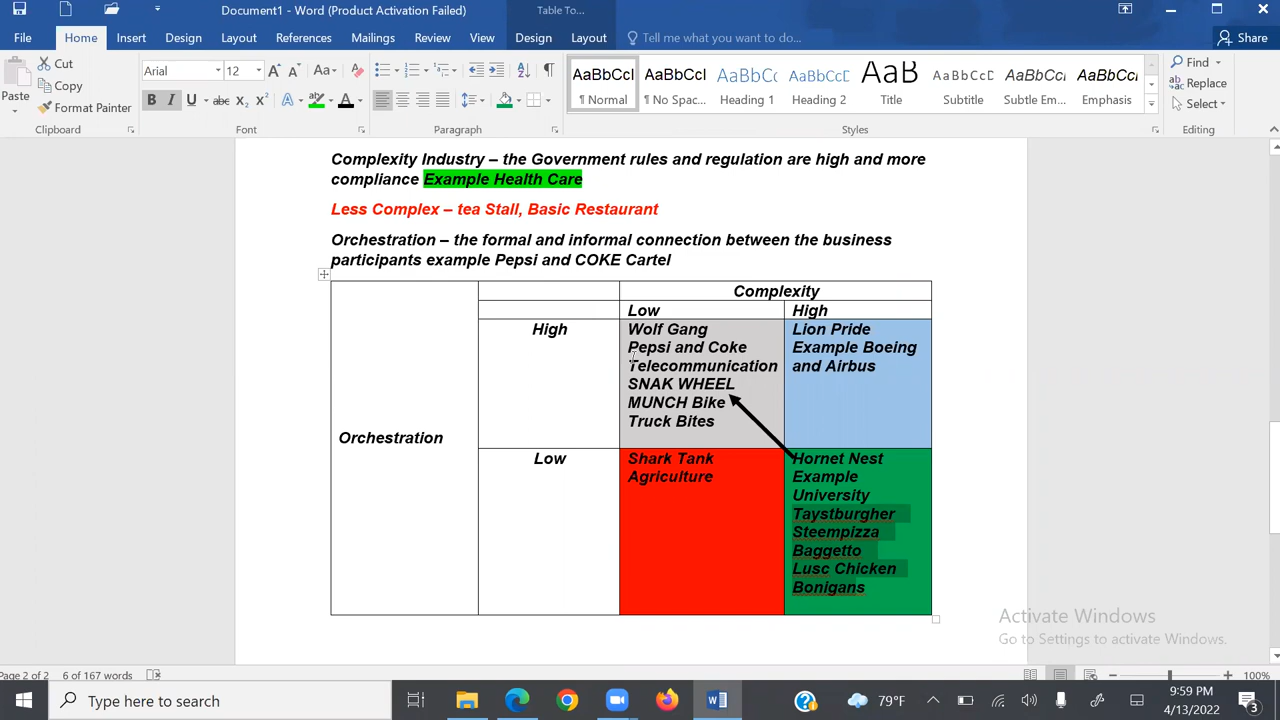 Document1 - Word (Product Activation Failed)
Table To...
File
Home
Insert
Design
Layout
References
Mailings
Review
View
Design
Layout
Tell me what you want to do...
Share
Paste
Cut
Copy
Format Painter
Clipboard
Arial
12
Aa
B I U abc X2 X2
Font
Paragraph
AaBbCcI
¶ Normal
AaBbCcI
¶ No Spac...
AaBbCc
Heading 1
AaBbCcI
Heading 2
AaB
Title
AaBbCcD
Subtitle
AaBbCcI
Subtle Em...
AaBbCcI
Emphasis
Styles
Find
Replace
Select
Editing
Complexity Industry – the Government rules and regulation are high and more
compliance Example Health Care
Less Complex – tea Stall, Basic Restaurant
Orchestration – the formal and informal connection between the business
participants example Pepsi and COKE Cartel
Complexity
Low
High
Orchestration
High
Wolf Gang
Pepsi and Coke
Telecommunication
SNAK WHEEL
MUNCH Bike
Truck Bites
Lion Pride
Example Boeing
and Airbus
Low
Shark Tank
Agriculture
Hornet Nest
Example
University
Taystburgher
Steempizza
Baggetto
Lusc Chicken
Bonigans
Activate Windows
Go to Settings to activate Windows.
Page 2 of 2
6 of 167 words
100%
Type here to search
79°F
9:59 PM
4/13/2022
3